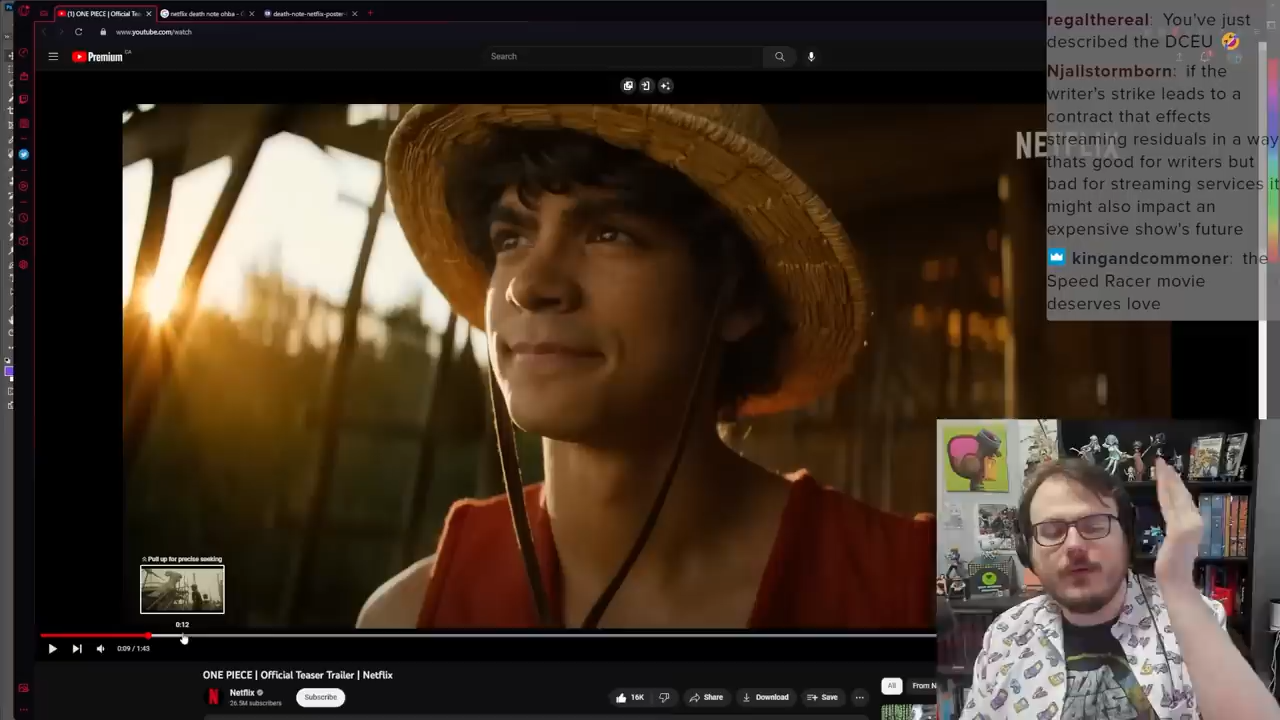 ONE PIECE | Official Tea
netflix death note ohba -
death-note-netflix-poster-
www.youtube.com/watch
Premium
CA
Search
NETFLIX
regalthereal: You've just
described the DCEU
Njallstormborn: if the
writer's strike leads to a
contract that effects
streaming residuals in a way
thats good for writers but
bad for streaming services it
might also impact an
expensive show's future
kingandcommoner: the
Speed Racer movie
deserves love
Pull up for precise seeking
0:12
0:09 / 1:43
ONE PIECE | Official Teaser Trailer | Netflix
Netflix
26.5M subscribers
Subscribe
16K
Share
Download
Save
All
From N